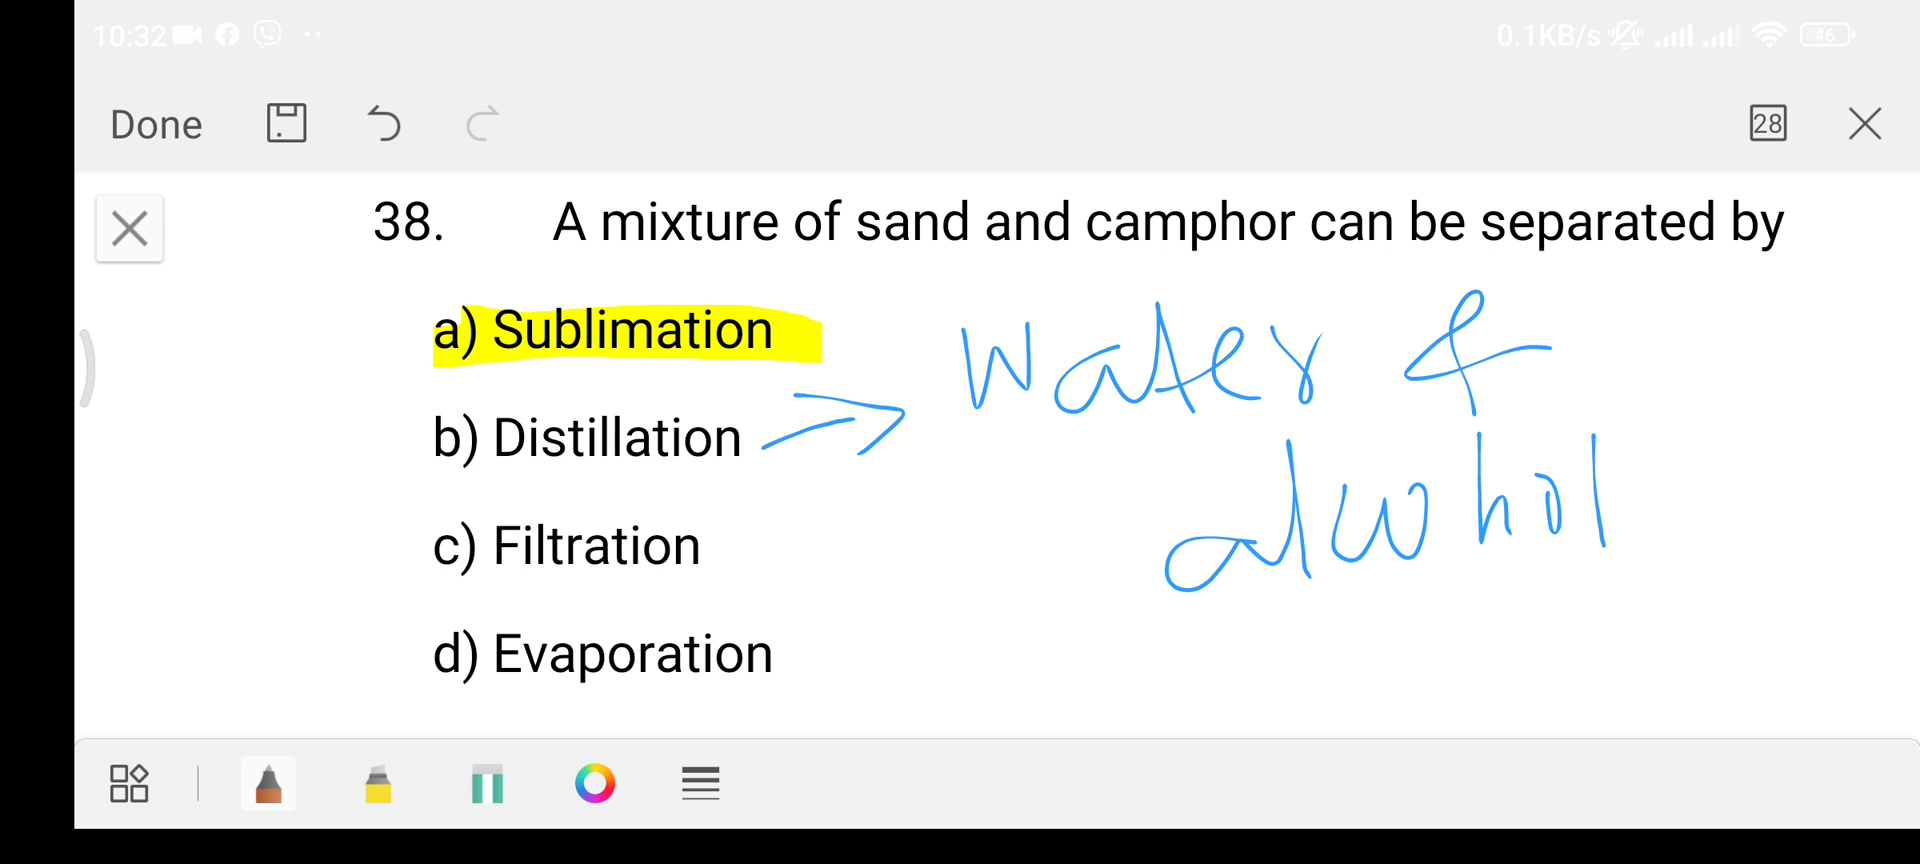 10:32
0.1KB/s 46
Done
28
38. A mixture of sand and camphor can be separated by
a) Sublimation
Water &
b) Distillation
alcohol
c) Filtration
d) Evaporation